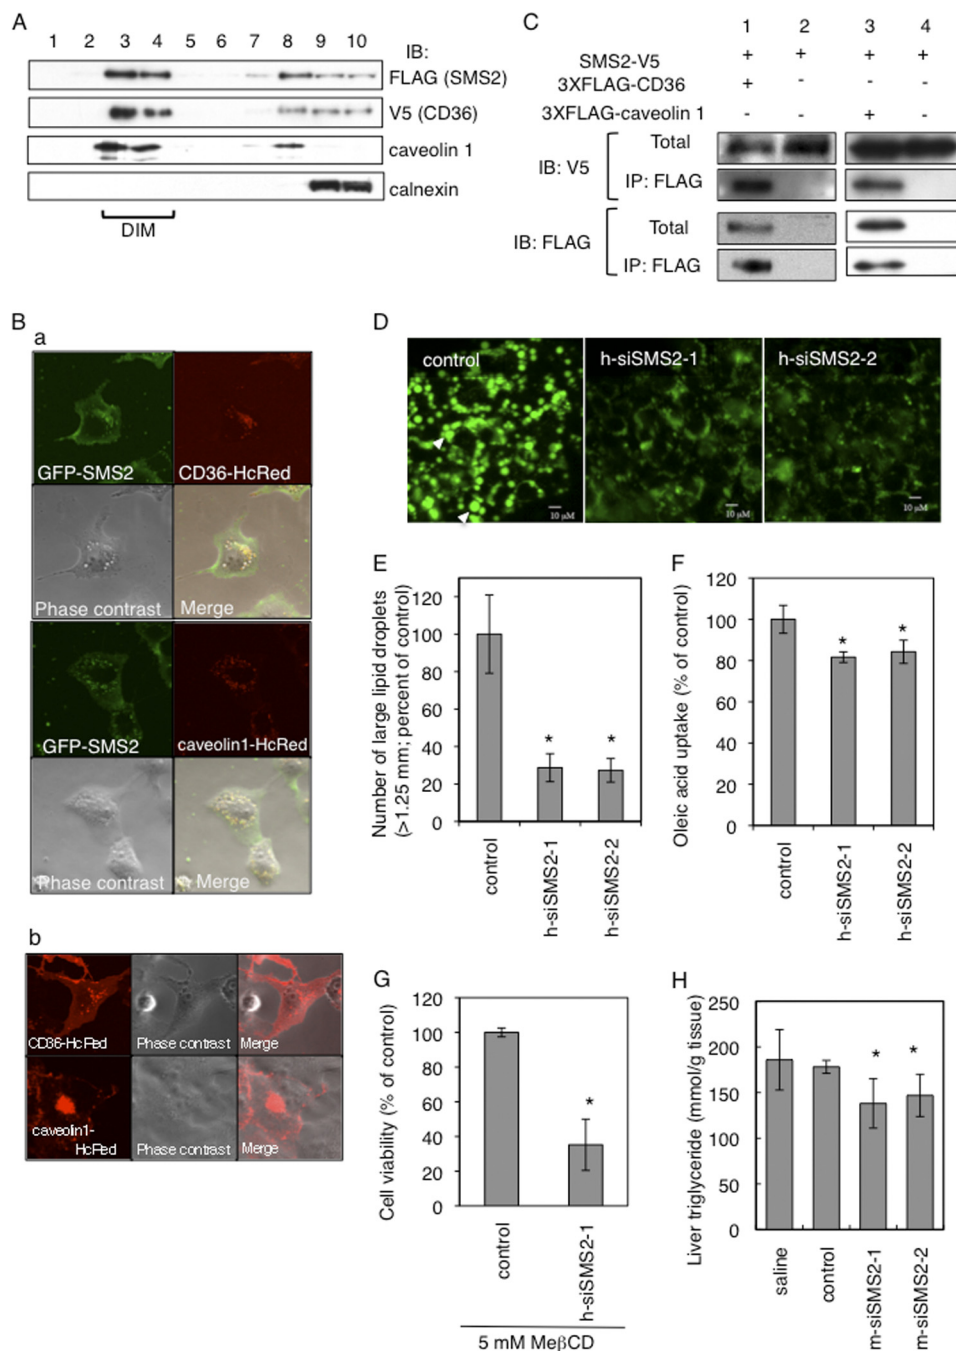 A
1 2 3 4 5 6 7 8 9 10
IB:
FLAG (SMS2)
V5 (CD36)
caveolin 1
calnexin
DIM
C
1 2 3 4
SMS2-V5 + + + +
3XFLAG-CD36 + - - -
3XFLAG-caveolin 1 - - + -
IB: V5
Total
IP: FLAG
IB: FLAG
Total
IP: FLAG
B
a
GFP-SMS2
CD36-HcRed
Phase contrast
Merge
GFP-SMS2
caveolin1-HcRed
Phase contrast
Merge
b
CD36-HcRed
Phase contrast
Merge
caveolin1-
HcRed
Phase contrast
Merge
D
control
h-siSMS2-1
h-siSMS2-2
10 µM
10 µM
10 µM
E
Number of large lipid droplets
(>1.25 mm; percent of control)
120
100
80
60
40
20
0
* *
control
h-siSMS2-1
h-siSMS2-2
F
Oleic acid uptake (% of control)
120
100
80
60
40
20
0
* *
control
h-siSMS2-1
h-siSMS2-2
G
Cell viability (% of control)
120
100
80
60
40
20
0
*
control
h-siSMS2-1
5 mM MeβCD
H
Liver triglyceride (mmol/g tissue)
250
200
150
100
50
0
* *
saline
control
m-siSMS2-1
m-siSMS2-2